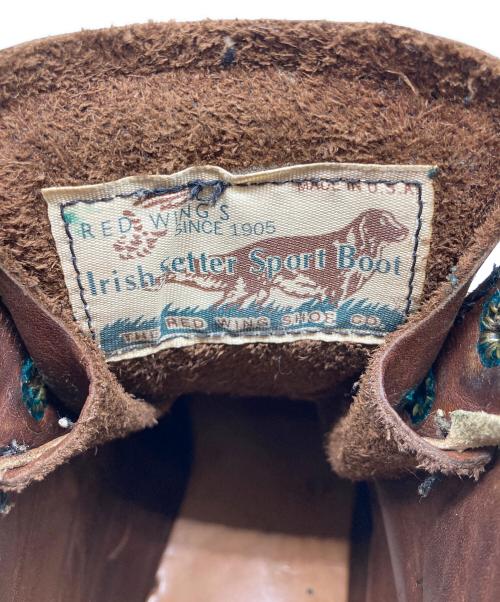 MADE IN U.S.A.
RED WING'S
SINCE 1905
Irish Setter Sport Boot
THE RED WING SHOE CO.